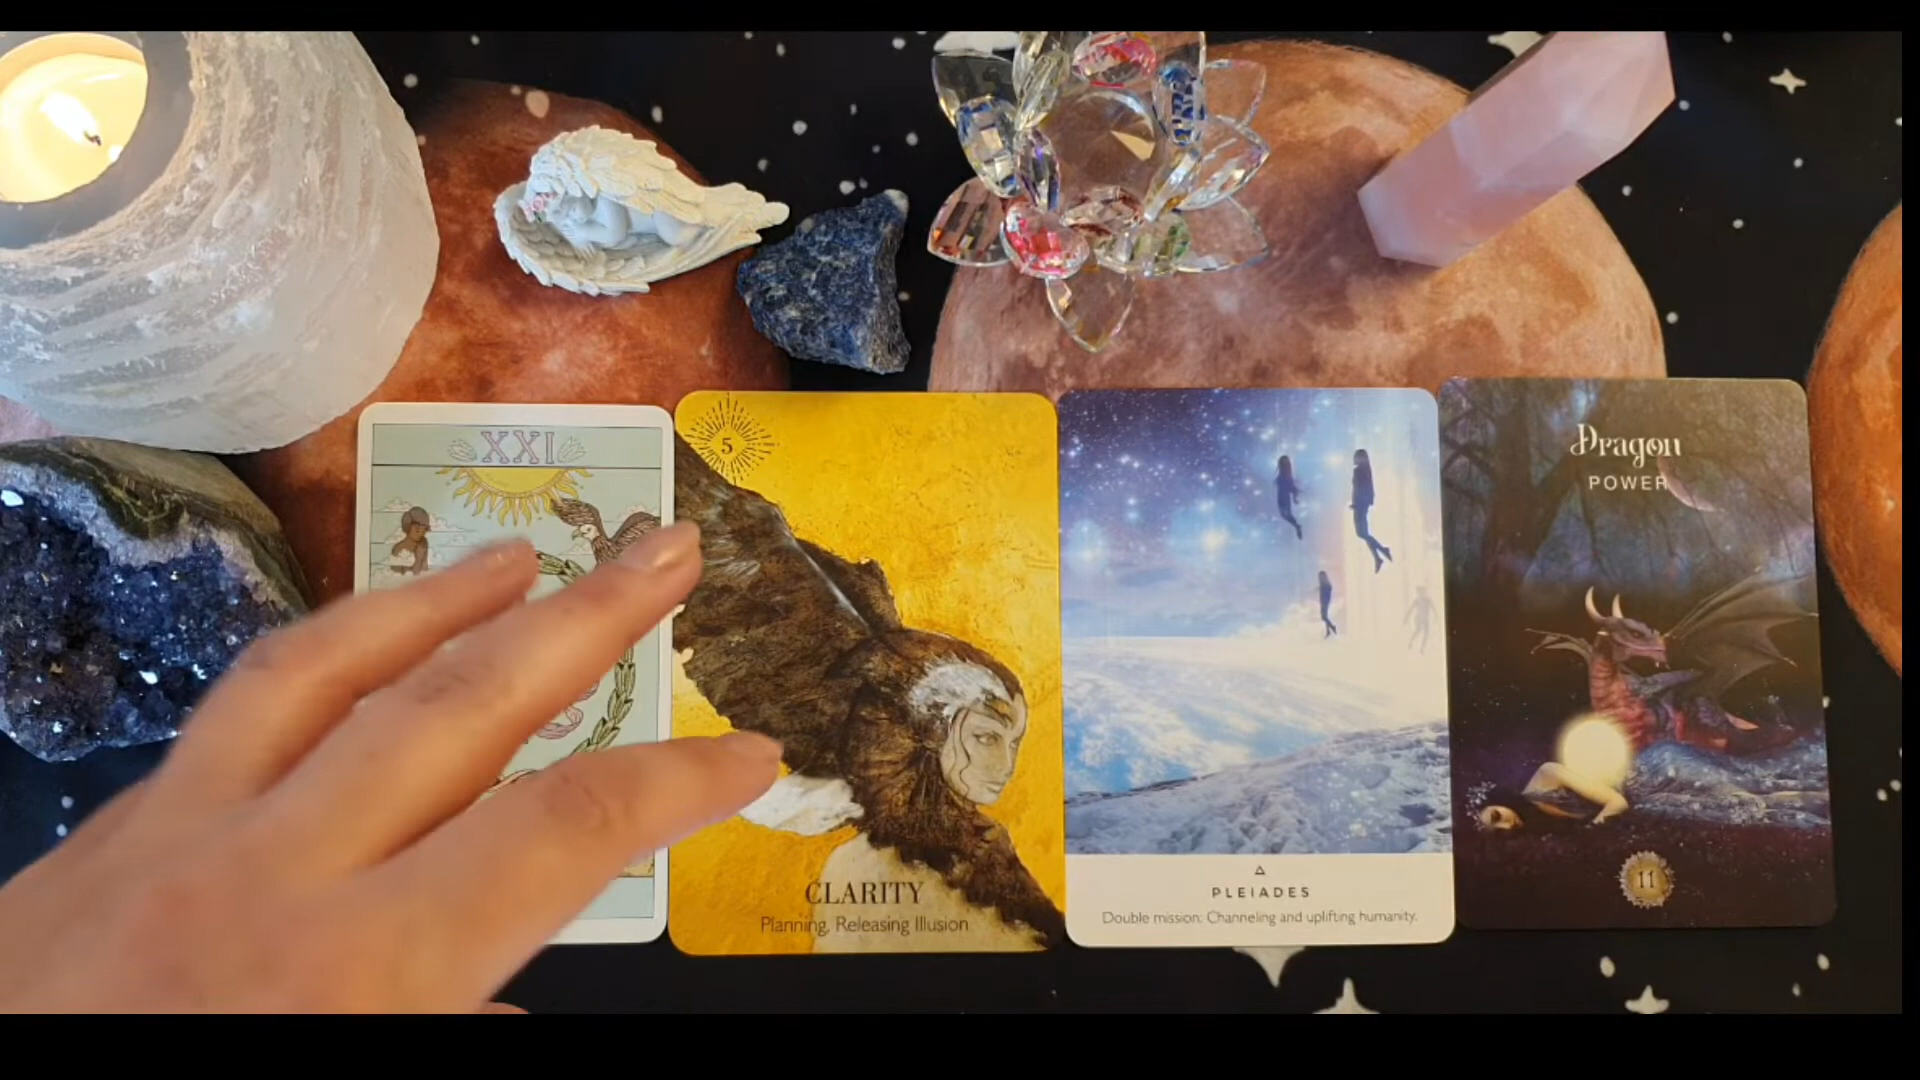 XXI
5
CLARITY
Planning, Releasing Illusion
PLEIADES
Double mission: Channeling and uplifting humanity.
Dragon
POWER
11